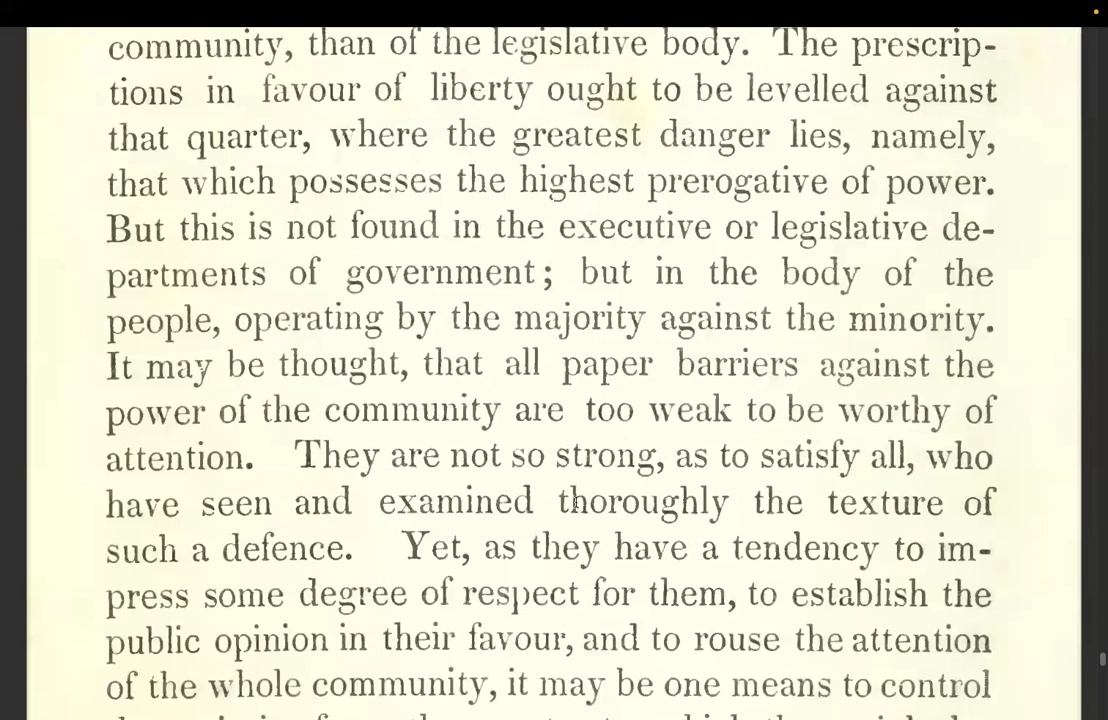 community, than of the legislative body. The prescrip-
tions in favour of liberty ought to be levelled against
that quarter, where the greatest danger lies, namely,
that which possesses the highest prerogative of power.
But this is not found in the executive or legislative de-
partments of government; but in the body of the
people, operating by the majority against the minority.
It may be thought, that all paper barriers against the
power of the community are too weak to be worthy of
attention. They are not so strong, as to satisfy all, who
have seen and examined thoroughly the texture of
such a defence. Yet, as they have a tendency to im-
press some degree of respect for them, to establish the
public opinion in their favour, and to rouse the attention
of the whole community, it may be one means to control